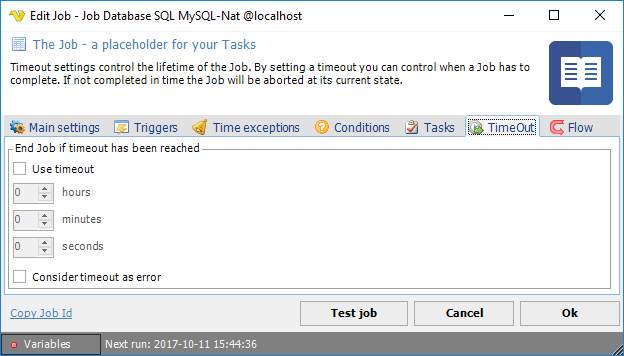 Edit Job - Job Database SQL MySQL-Nat @localhost
The Job - a placeholder for your Tasks
Timeout settings control the lifetime of the Job. By setting a timeout you can control when a Job has to
complete. If not completed in time the Job will be aborted at its current state.
Main settings Triggers Time exceptions Conditions Tasks TimeOut Flow
End Job if timeout has been reached
Use timeout
0 hours
0 minutes
0 seconds
Consider timeout as error
Copy Job Id Test job Cancel Ok
Variables Next run: 2017-10-11 15:44:36